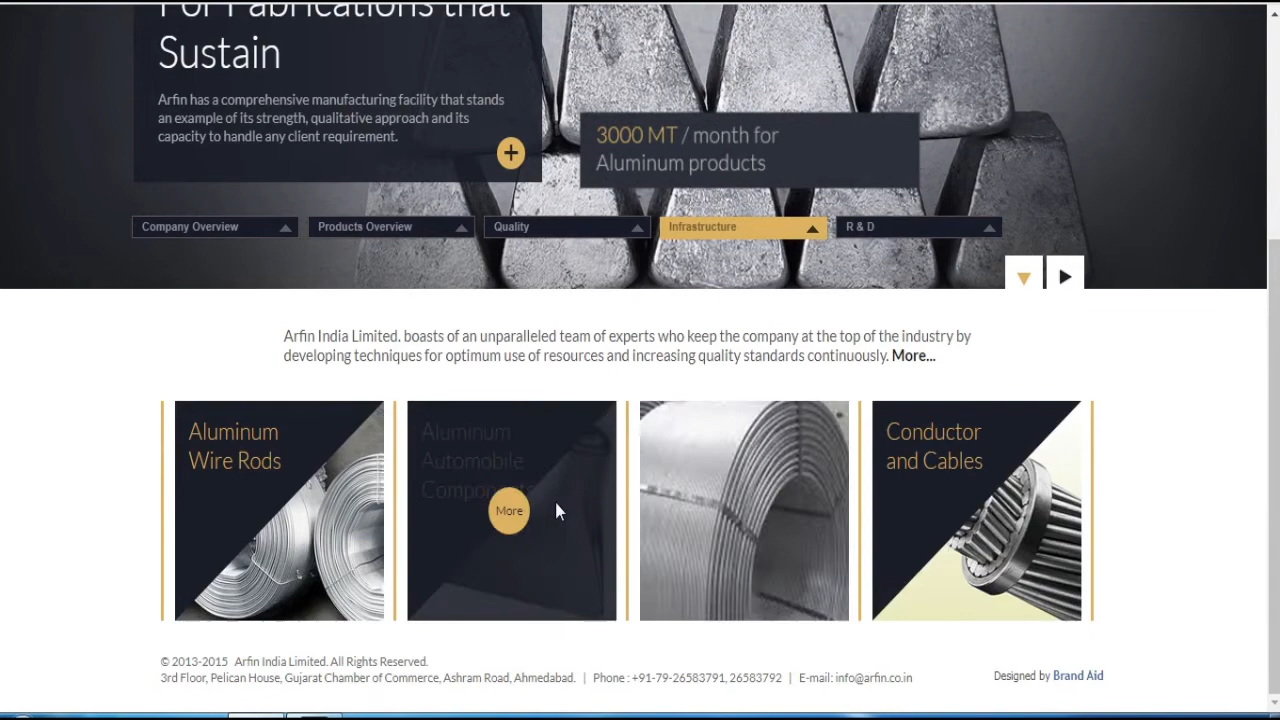 For Fabrications that
Sustain
Arfin has a comprehensive manufacturing facility that stands
an example of its strength, qualitative approach and its
capacity to handle any client requirement.
+
3000 MT / month for
Aluminum products
Company Overview
Products Overview
Quality
Infrastructure
R & D
Arfin India Limited. boasts of an unparalleled team of experts who keep the company at the top of the industry by
developing techniques for optimum use of resources and increasing quality standards continuously. More...
Aluminum
Wire Rods
Aluminum
Automobile
Components
More
Conductor
and Cables
© 2013-2015 Arfin India Limited. All Rights Reserved.
3rd Floor, Pelican House, Gujarat Chamber of Commerce, Ashram Road, Ahmedabad. | Phone : +91-79-26583791, 26583792 | E-mail: info@arfin.co.in
Designed by Brand Aid